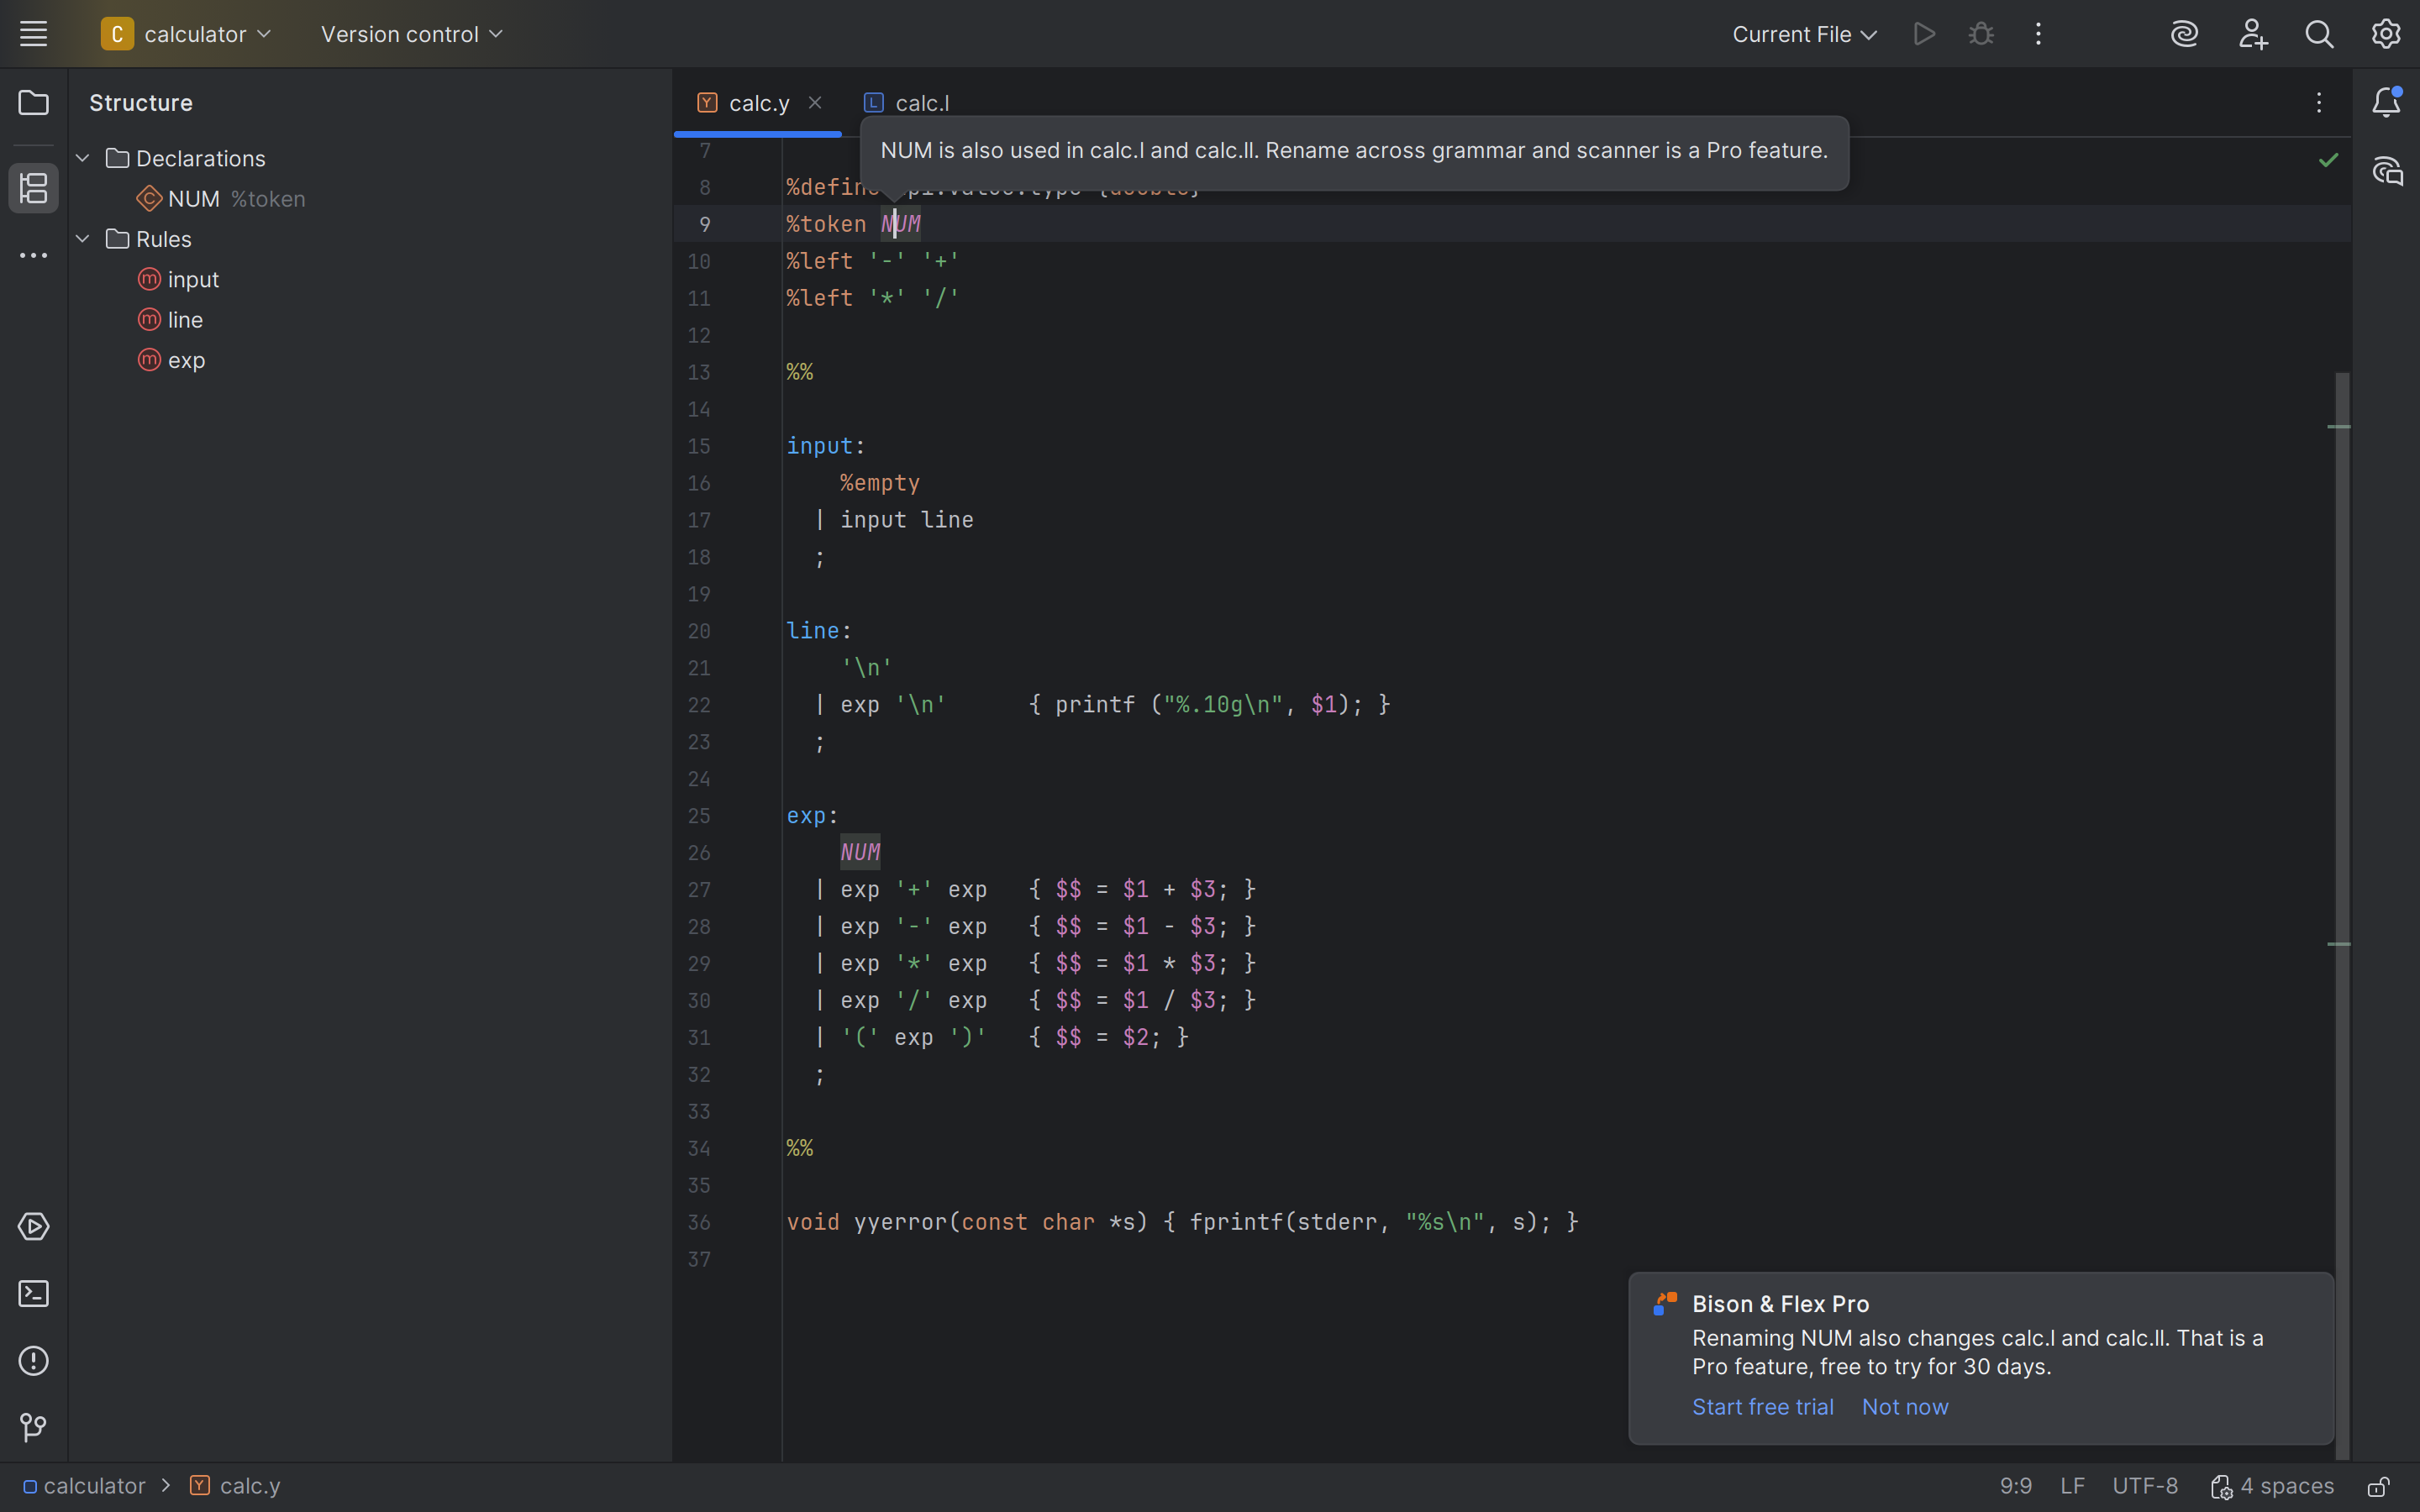 C calculator Version control Current File
Structure
Declarations
NUM %token
Rules
input
line
exp
calc.y calc.l
NUM is also used in calc.l and calc.ll. Rename across grammar and scanner is a Pro feature.
7
8 %define
9 %token NUM
10 %left '-' '+'
11 %left '*' '/'
12
13 %%
14
15 input:
16 %empty
17 | input line
18 ;
19
20 line:
21 '\n'
22 | exp '\n' { printf ("%.10g\n", $1); }
23 ;
24
25 exp:
26 NUM
27 | exp '+' exp { $$ = $1 + $3; }
28 | exp '-' exp { $$ = $1 - $3; }
29 | exp '*' exp { $$ = $1 * $3; }
30 | exp '/' exp { $$ = $1 / $3; }
31 | '(' exp ')' { $$ = $2; }
32 ;
33
34 %%
35
36 void yyerror(const char *s) { fprintf(stderr, "%s\n", s); }
37
Bison & Flex Pro
Renaming NUM also changes calc.l and calc.ll. That is a
Pro feature, free to try for 30 days.
Start free trial Not now
calculator > calc.y 9:9 LF UTF-8 4 spaces